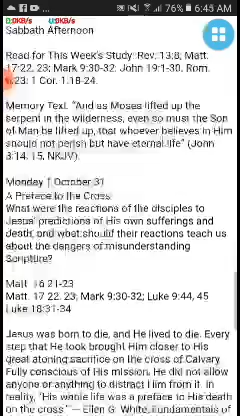 D:0KB/s U:0KB/s
76% 6:43 AM
Sabbath Afternoon
Read for This Week's Study: Rev. 13:8; Matt.
17:22, 23; Mark 9:30-32; John 19:1-30; Rom.
6:23; 1 Cor. 1:18-24.
Memory Text: "And as Moses lifted up the
serpent in the wilderness, even so must the Son
of Man be lifted up, that whoever believes in Him
should not perish but have eternal life" (John
3:14, 15, NKJV).
Monday ! October 31
A Preface to the Cross
What were the reactions of the disciples to
Jesus' predictions of His own sufferings and
death, and what should their reactions teach us
about the dangers of misunderstanding
Scripture?
Matt. 16:21-23
Matt. 17:22, 23; Mark 9:30-32; Luke 9:44, 45
Luke 18:31-34
Jesus was born to die, and He lived to die. Every
step that He took brought Him closer to His
great atoning sacrifice on the cross of Calvary.
Fully conscious of His mission, He did not allow
anyone or anything to distract Him from it. In
reality, "His whole life was a preface to His death
on the cross."—Ellen G. White, Fundamentals of